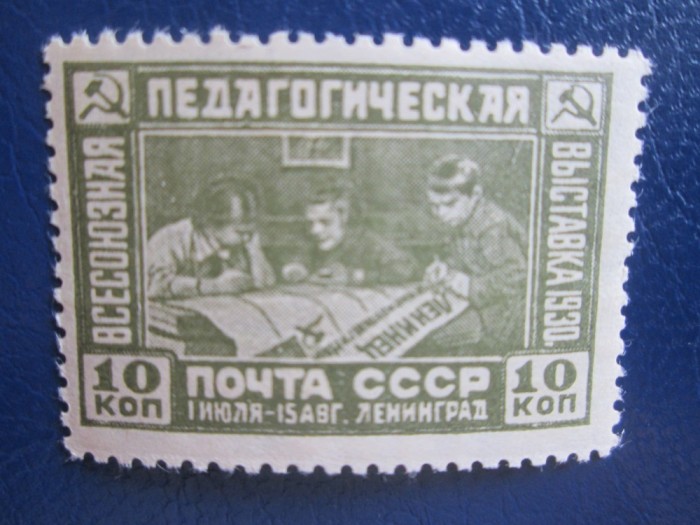 ВСЕСОЮЗНАЯ
ПЕДАГОГИЧЕСКАЯ
ВЫСТАВКА 1930.
ЛЕНИНЕЦ
10
КОП
ПОЧТА СССР
1 ИЮЛЯ-15 АВГ. ЛЕНИНГРАД
10
КОП